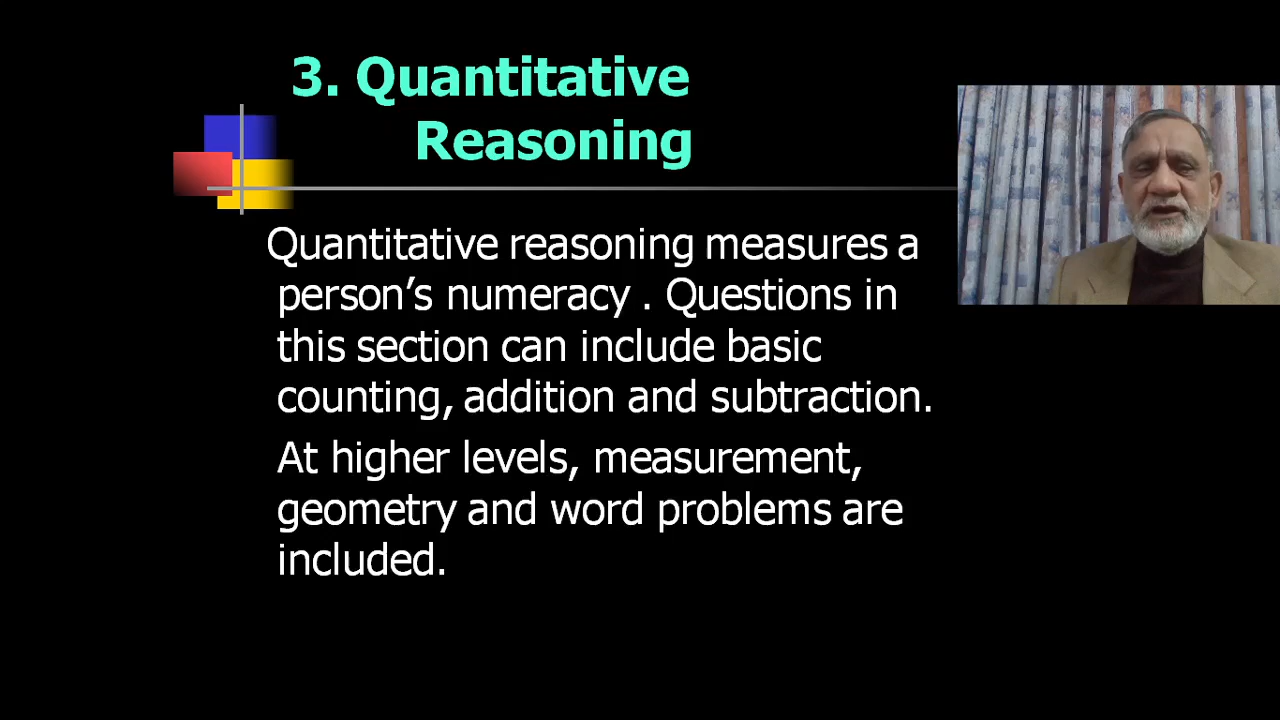 3. Quantitative
Reasoning
Quantitative reasoning measures a
person’s numeracy . Questions in
this section can include basic
counting, addition and subtraction.
At higher levels, measurement,
geometry and word problems are
included.